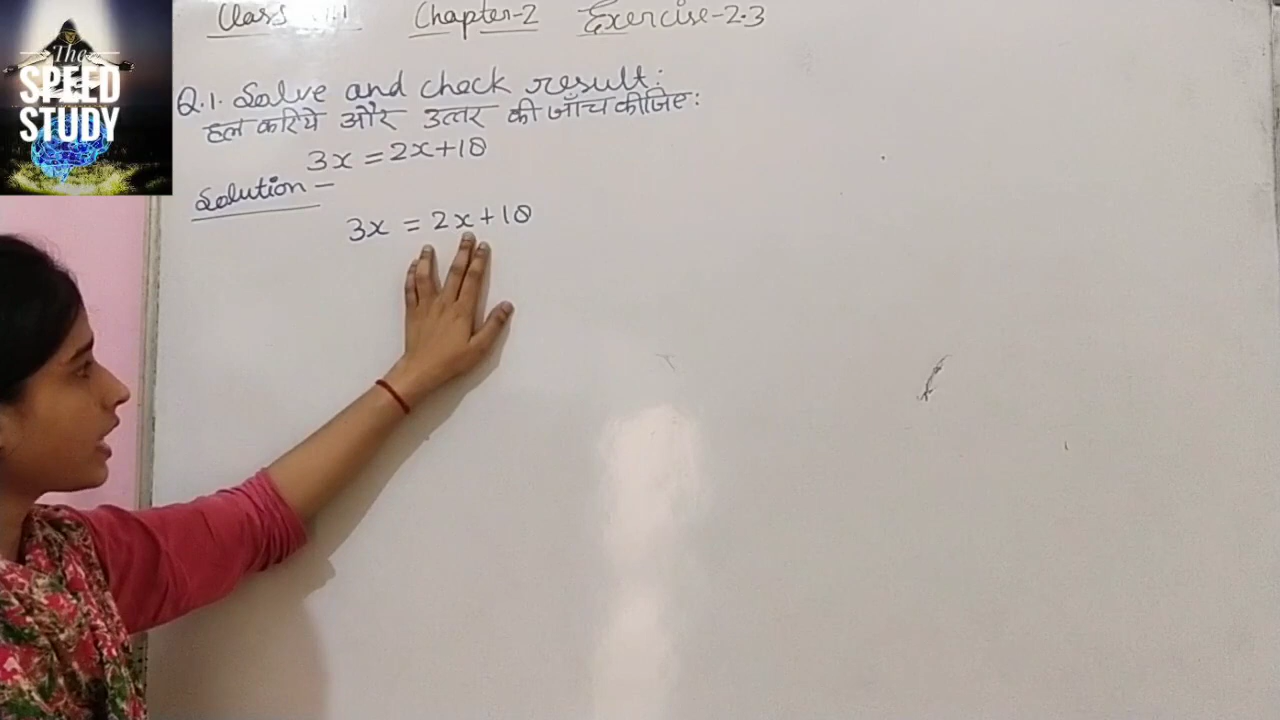 Class Chapter-2 Exercise-2.3
The
SPEED
STUDY
Q.1. Solve and check result:
हल करिये और उत्तर की जाँच कीजिए:
3x = 2x+18
Solution –
3x = 2x+18